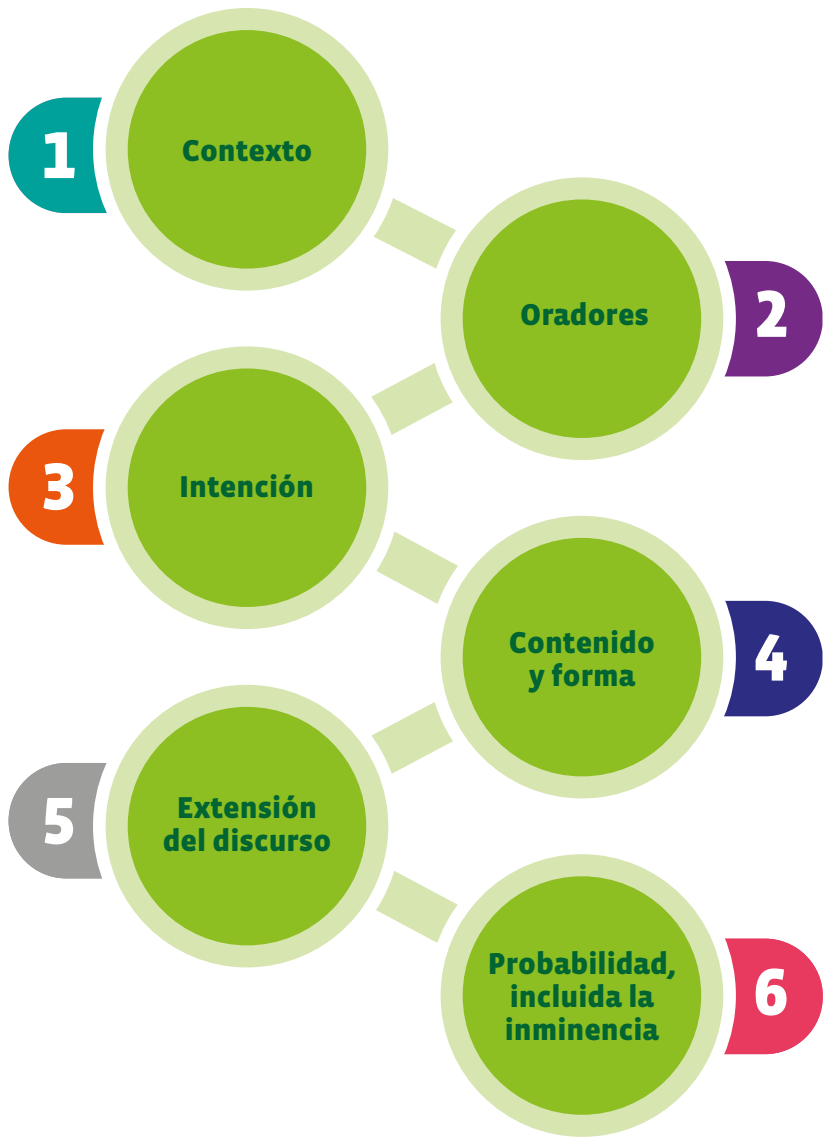 1
Contexto
2
Oradores
3
Intención
4
Contenido
y forma
5
Extensión
del discurso
6
Probabilidad,
incluida la
inminencia